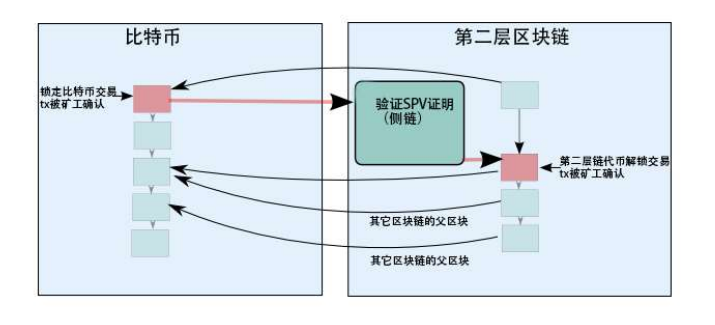 比特币
第二层区块链
锁走比特币交易
tx被矿工确认
验证SPV证明
（侧链）
第二层链代币解锁交易
tx被矿工确认
其它区块链的父区块
其它区块链的父区块